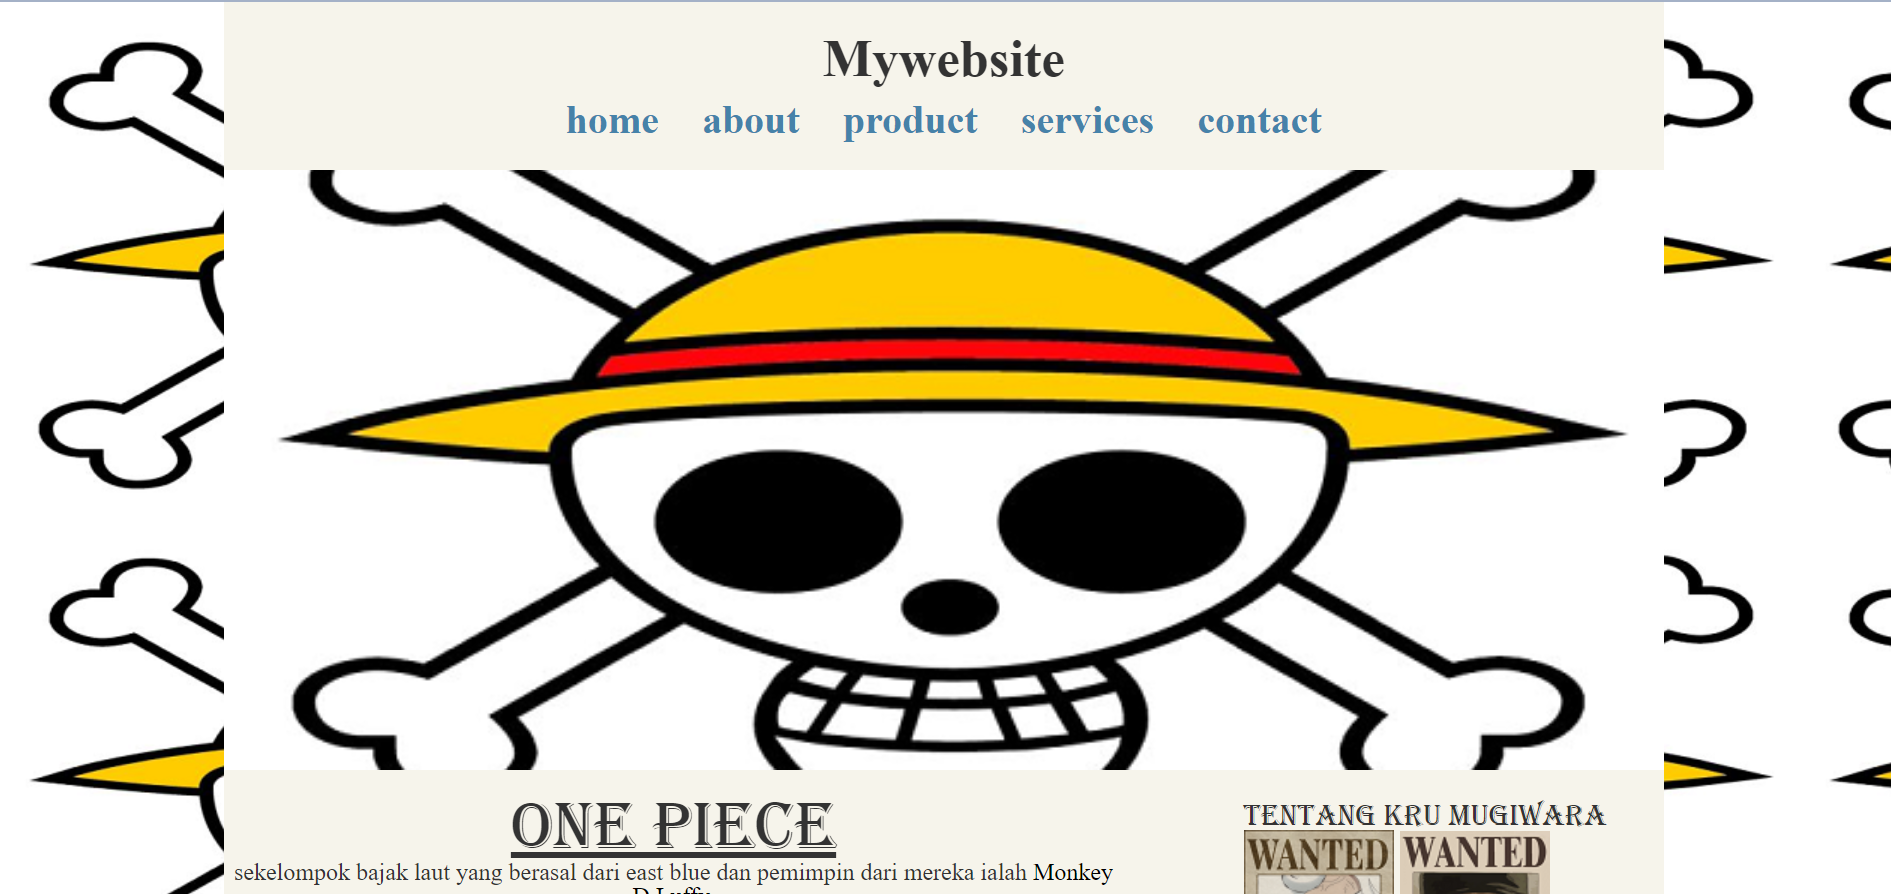 Mywebsite
home about product services contact
ONE PIECE
sekelompok bajak laut yang berasal dari east blue dan pemimpin dari mereka ialah Monkey
D Luffy
TENTANG KRU MUGIWARA
WANTED WANTED